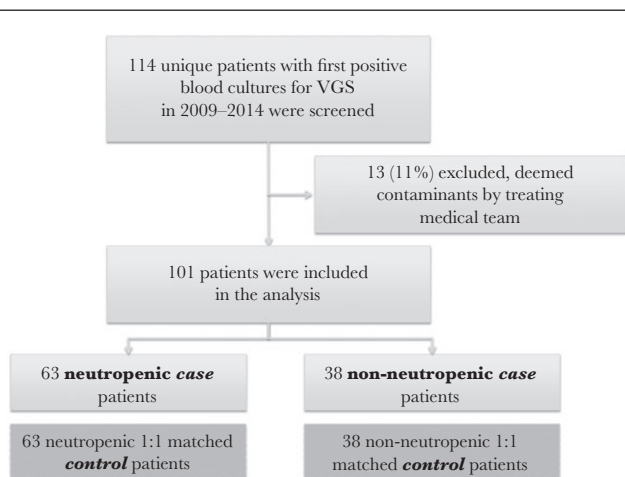 114 unique patients with first positive
blood cultures for VGS
in 2009–2014 were screened
13 (11%) excluded, deemed
contaminants by treating
medical team
101 patients were included
in the analysis
63 neutropenic case
patients
38 non-neutropenic case
patients
63 neutropenic 1:1 matched
control patients
38 non-neutropenic 1:1
matched control patients